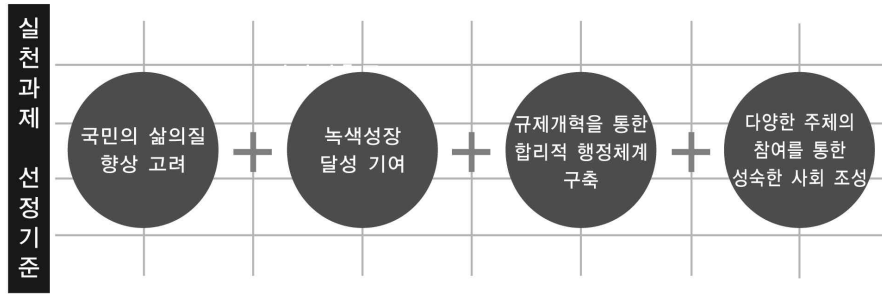 실천과제 선정기준
국민의 삶의질
향상 고려
녹색성장
달성 기여
규제개혁을 통한
합리적 행정체계
구축
다양한 주체의
참여를 통한
성숙한 사회 조성